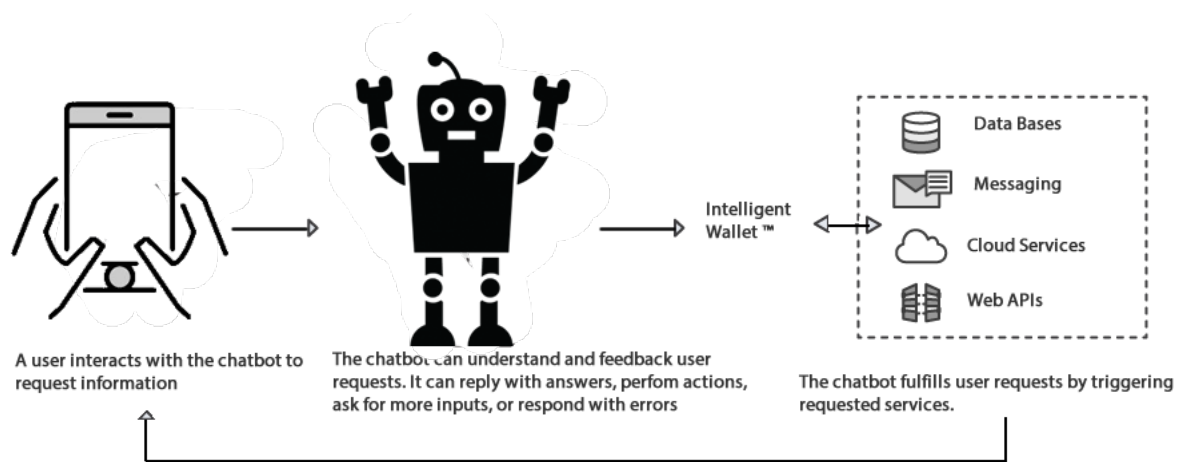 Data Bases
Messaging
Intelligent
Wallet ™
Cloud Services
Web APIs
A user interacts with the chatbot to
request information
The chatbot can understand and feedback user
requests. It can reply with answers, perfom actions,
ask for more inputs, or respond with errors
The chatbot fulfills user requests by triggering
requested services.